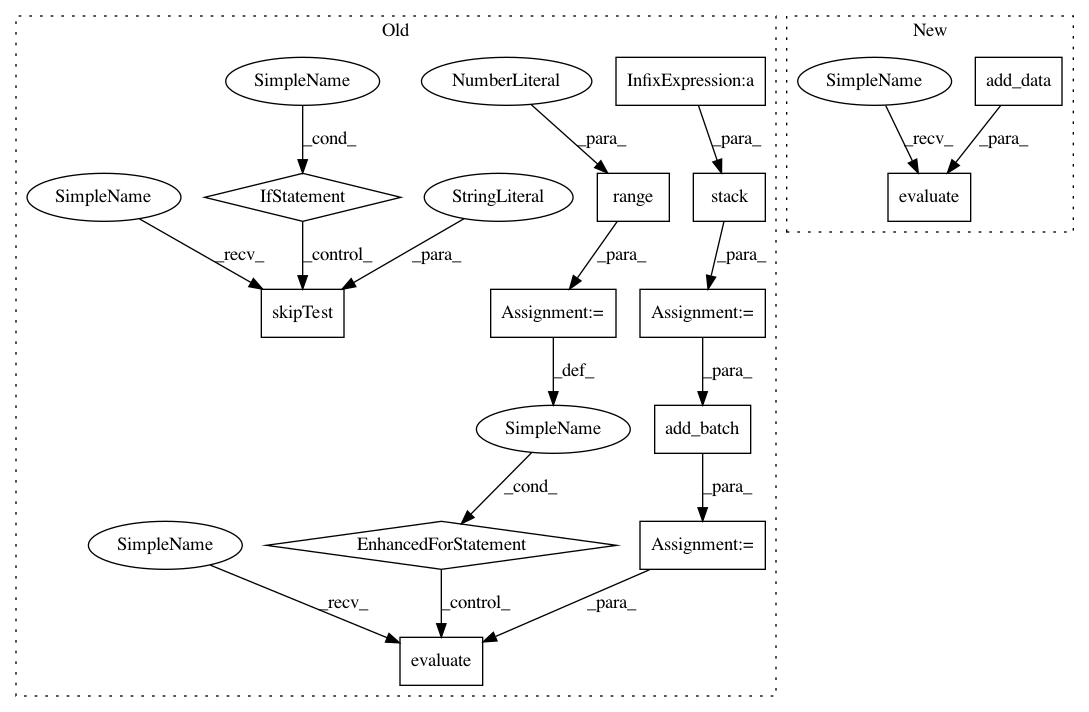 Old
New
SimpleName
NumberLiteral
InfixExpression:a
SimpleName
add_data
_cond_
_para_
_para_
_recv_
_para_
SimpleName
IfStatement
StringLiteral
range
stack
evaluate
_recv_
_control_
_para_
_para_
_para_
skipTest
Assignment:=
Assignment:=
_def_
_para_
SimpleName
add_batch
_cond_
_para_
SimpleName
EnhancedForStatement
Assignment:=
_recv_
_control_
_para_
evaluate